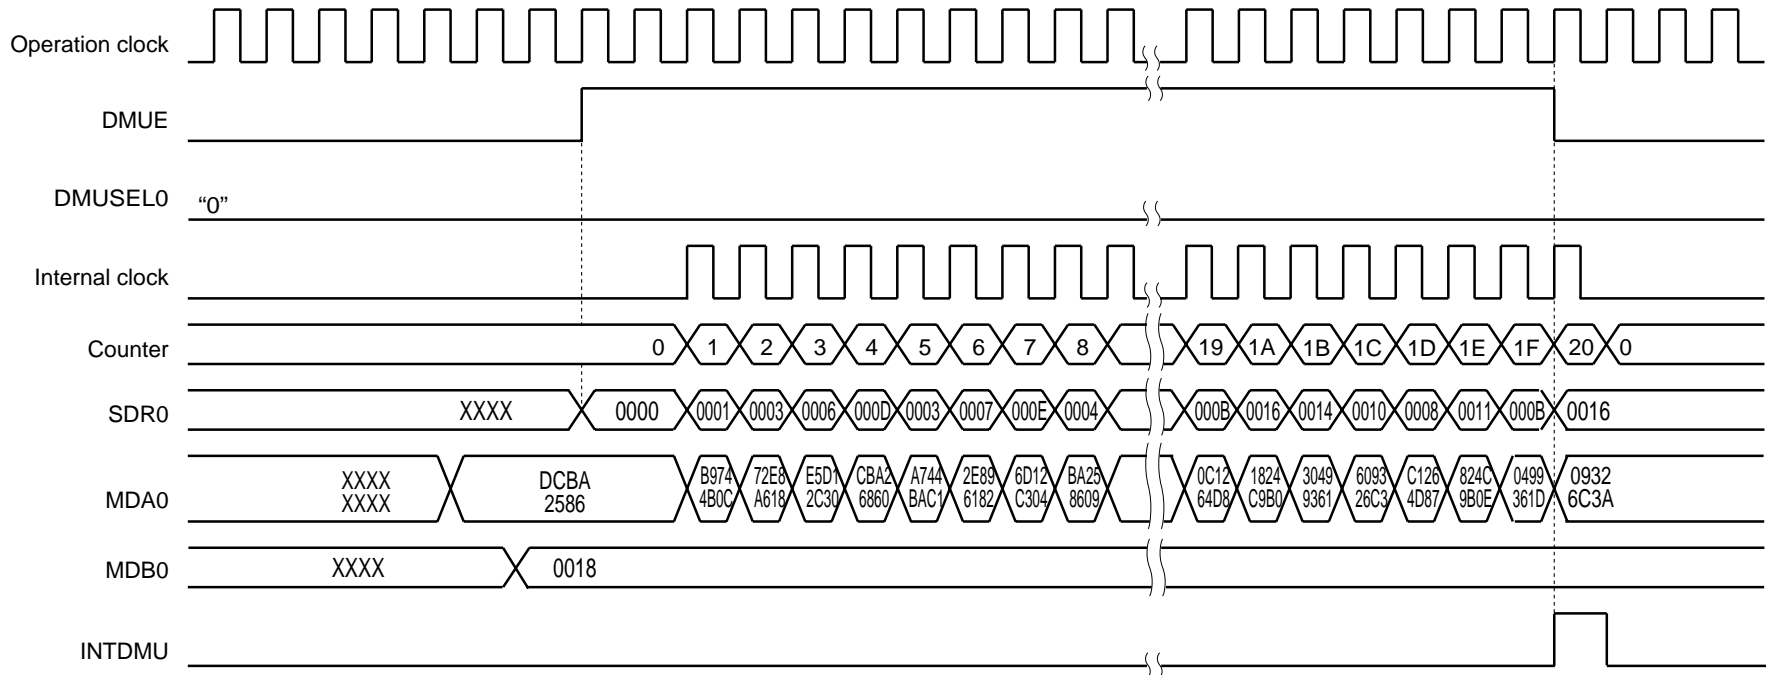 Operation clock
DMUE
DMUSEL0 “0”
Internal clock
Counter 0 1 2 3 4 5 6 7 8 19 1A 1B 1C 1D 1E 1F 20 0
SDR0 XXXX 0000 0001 0003 0006 000D 0003 0007 000E 0004 000B 0016 0014 0010 0008 0011 000B 0016
MDA0
XXXX DCBA B974 72E8 E5D1 CBA2 A744 2E89 6D12 BA25 0C12 1824 3049 6093 C126 824C 0499 0932
XXXX 2586 4B0C A618 2C30 6860 BAC1 6182 C304 8609 64D8 C9B0 9361 26C3 4D87 9B0E 361D 6C3A
MDB0 XXXX 0018
INTDMU